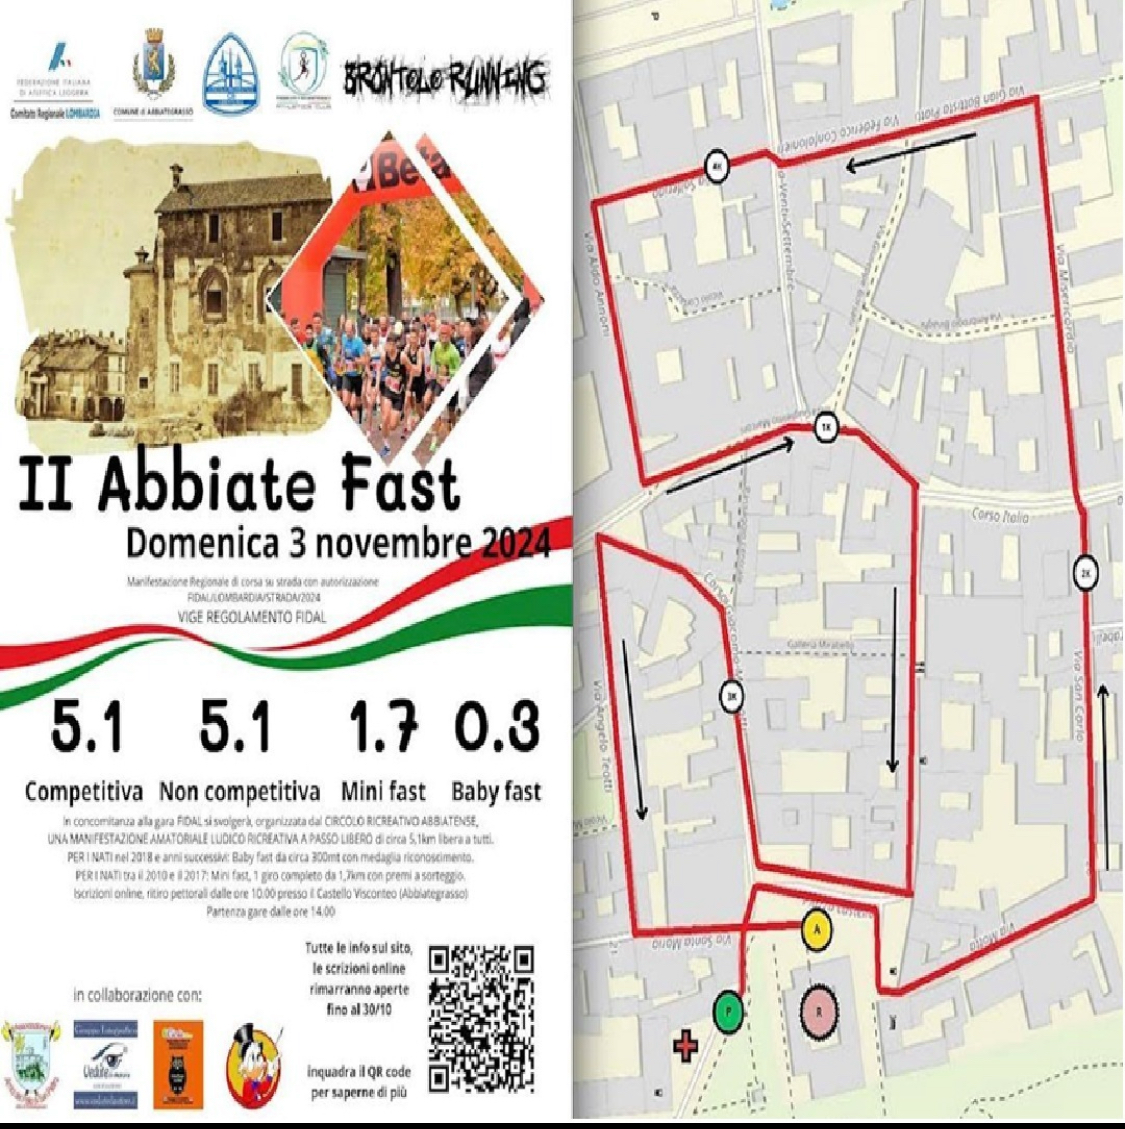 FEDERAZIONE ITALIANA
DI ATLETICA LEGGERA
Comitato Regionale LOMBARDIA
COMUNE di ABBIATEGRASSO
BRONTOLO RUNNING
Beta
II Abbiate Fast
Domenica 3 novembre 2024
Manifestazione Regionale di corsa su strada con autorizzazione
FIDAL/LOMBARDIA/STRADA/2024
VIGE REGOLAMENTO FIDAL
5.1 5.1 1.7 0.3
Competitiva Non competitiva Mini fast Baby fast
In concomitanza alla gara FIDAL si svolgerà, organizzata dal CIRCOLO RICREATIVO ABBIATENSE,
UNA MANIFESTAZIONE AMATORIALE LUDICO RICREATIVA A PASSO LIBERO di circa 5,1km libera a tutti.
PER I NATI nel 2018 e anni successivi: Baby fast da circa 300mt con medaglia riconoscimento.
PER I NATI tra il 2010 e il 2017: Mini fast, 1 giro completo da 1,7km con premi a sorteggio.
Iscrizioni online, ritiro pettorali dalle ore 10.00 presso il Castello Visconteo (Abbiategrasso)
Partenza gare dalle ore 14.00
Tutte le info sul sito,
le scrizioni online
rimarranno aperte
fino al 30/10
in collaborazione con:
inquadra il QR code
per saperne di più
P
Via Gian Battista Piatti
Via Federico Confalonieri
4K
Via Aldo Annoni
Via Misericordia
1K
Corso Italia
2K
Galleria Mirabello
3K
Via San Carlo
Via Angelo Teotti
Via Santa Maria
Via Motta
A
P
R